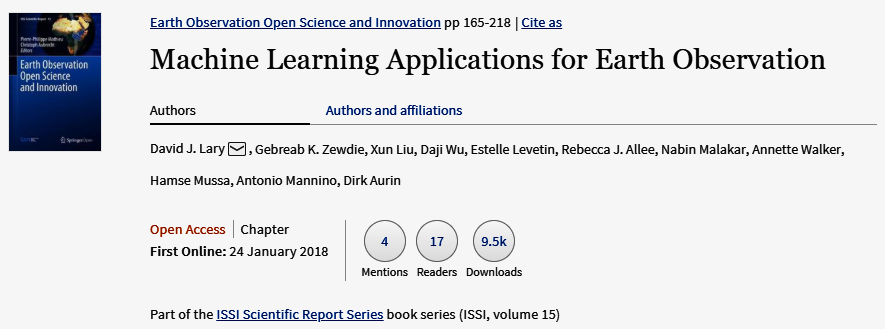 Earth Observation Open Science and Innovation pp 165-218 | Cite as
Machine Learning Applications for Earth Observation
Authors Authors and affiliations
David J. Lary , Gebreab K. Zewdie, Xun Liu, Daji Wu, Estelle Levetin, Rebecca J. Allee, Nabin Malakar, Annette Walker,
Hamse Mussa, Antonio Mannino, Dirk Aurin
Open Access Chapter
First Online: 24 January 2018
4 17 9.5k
Mentions Readers Downloads
Part of the ISSI Scientific Report Series book series (ISSI, volume 15)
Pierre-Philippe Mathieu
Christoph Aubrecht
Editors
Earth Observation
Open Science
and Innovation
Springer Open